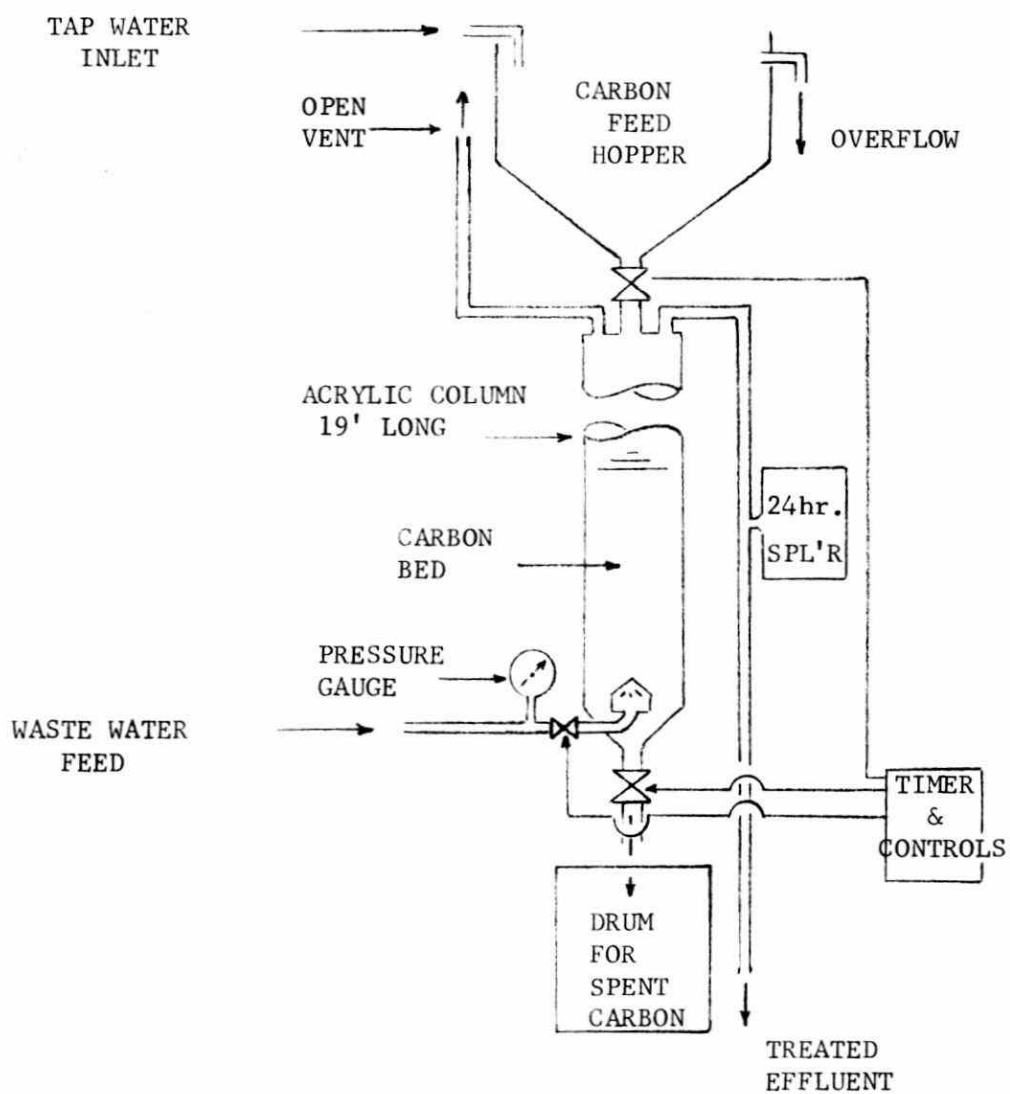 TAP WATER
INLET
OPEN
VENT
CARBON
FEED
HOPPER
OVERFLOW
ACRYLIC COLUMN
19' LONG
24hr.
SPL'R
CARBON
BED
PRESSURE
GAUGE
WASTE WATER
FEED
TIMER
&
CONTROLS
DRUM
FOR
SPENT
CARBON
TREATED
EFFLUENT